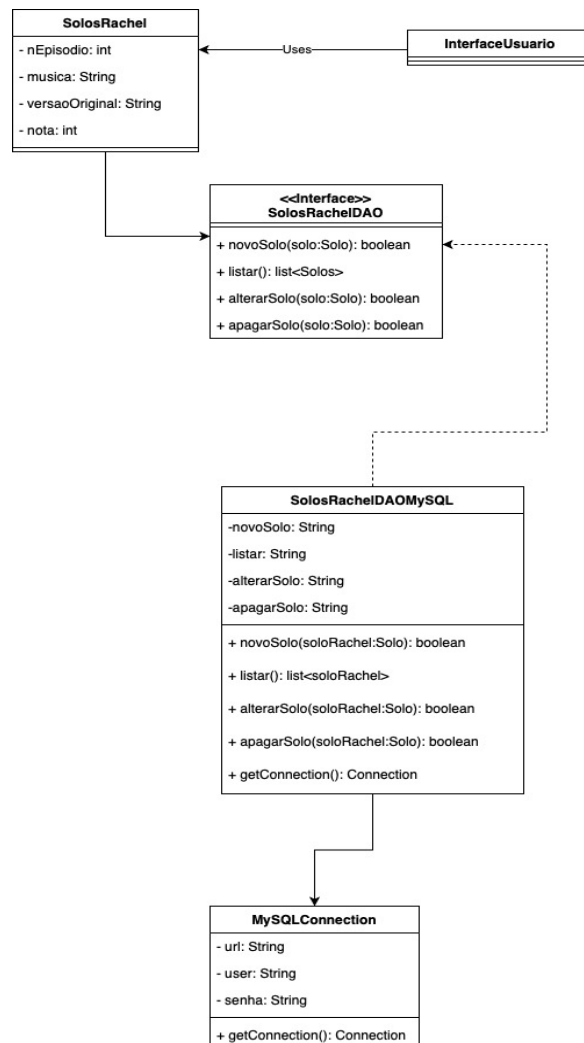 SolosRachel
- nEpisodio: int
- musica: String
- versaoOriginal: String
- nota: int
Uses
InterfaceUsuario
<<Interface>>
SolosRachelDAO
+ novoSolo(solo:Solo): boolean
+ listar(): list<Solos>
+ alterarSolo(solo:Solo): boolean
+ apagarSolo(solo:Solo): boolean
SolosRachelDAOMySQL
-novoSolo: String
-listar: String
-alterarSolo: String
-apagarSolo: String
+ novoSolo(soloRachel:Solo): boolean
+ listar(): list<soloRachel>
+ alterarSolo(soloRachel:Solo): boolean
+ apagarSolo(soloRachel:Solo): boolean
+ getConnection(): Connection
MySQLConnection
- url: String
- user: String
- senha: String
+ getConnection(): Connection